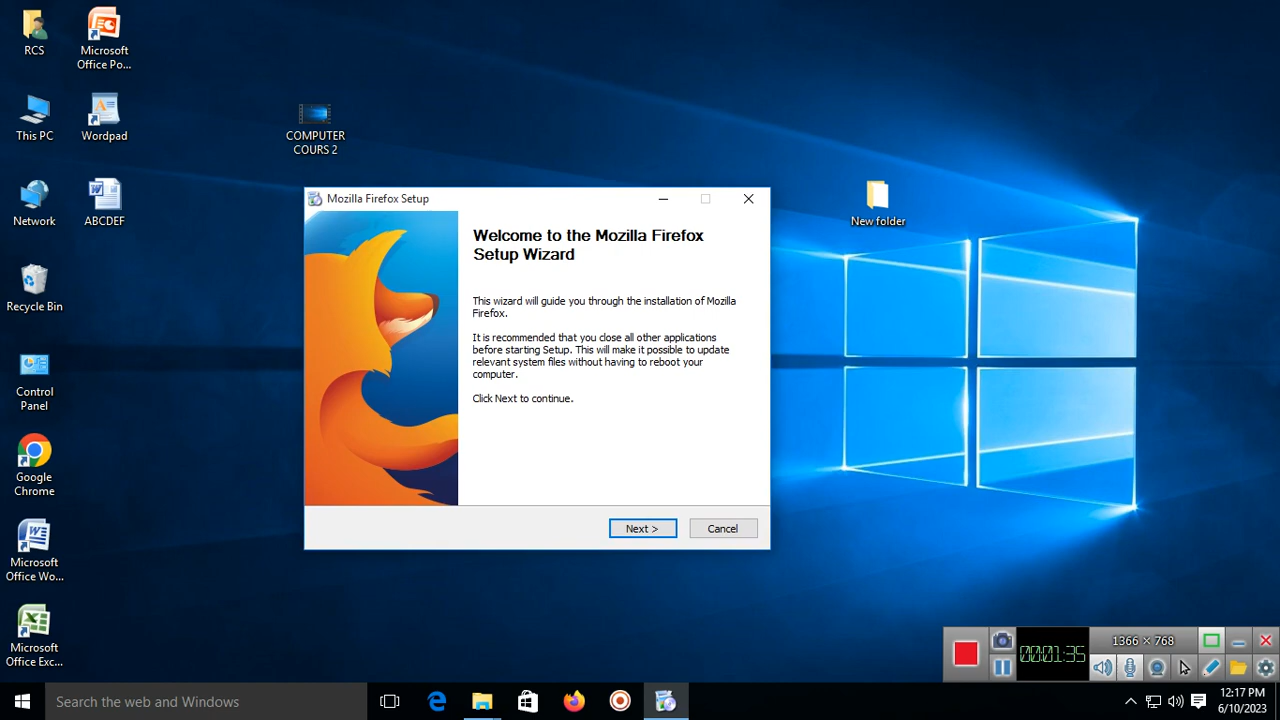 RCS
Microsoft
Office Po...
This PC
Wordpad
COMPUTER
COURS 2
Network
ABCDEF
New folder
Recycle Bin
Control
Panel
Google
Chrome
Microsoft
Office Wo...
Microsoft
Office Exc...
Mozilla Firefox Setup
Welcome to the Mozilla Firefox
Setup Wizard
This wizard will guide you through the installation of Mozilla
Firefox.
It is recommended that you close all other applications
before starting Setup. This will make it possible to update
relevant system files without having to reboot your
computer.
Click Next to continue.
Next >
Cancel
00:01:35
1366 × 768
Search the web and Windows
12:17 PM
6/10/2023